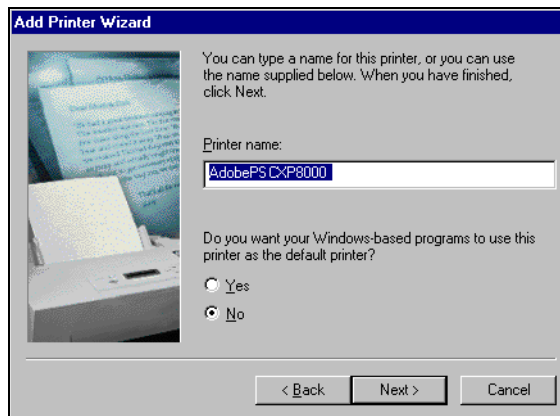 Add Printer Wizard
You can type a name for this printer, or you can use
the name supplied below. When you have finished,
click Next.
Printer name:
AdobePS CXP8000
Do you want your Windows-based programs to use this
printer as the default printer?
Yes
No
< Back
Next >
Cancel